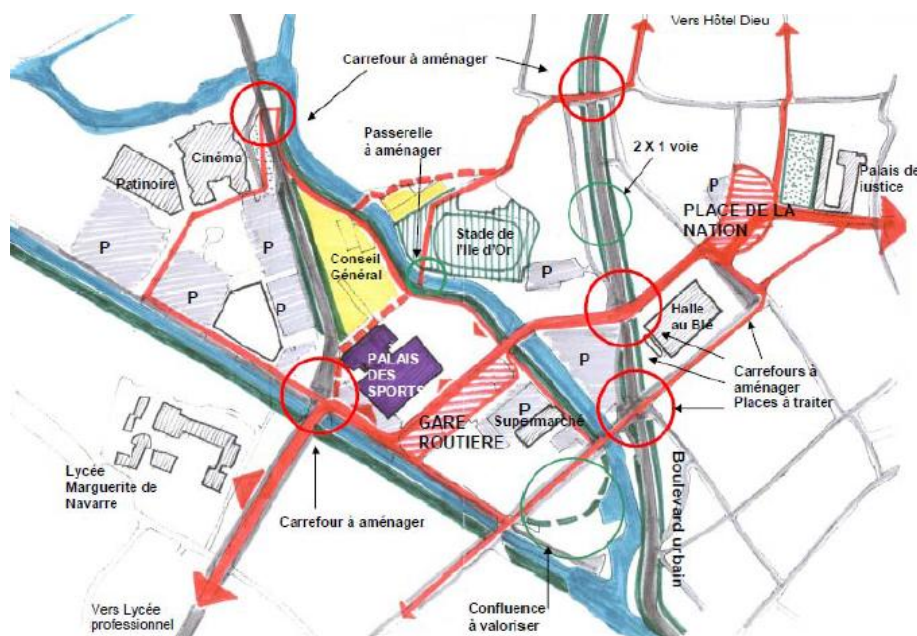 Vers Hôtel Dieu
Carrefour à aménager
Passerelle
à aménager
2 X 1 voie
Cinéma
Patinoire
Palais de
justice
P
PLACE DE LA
NATION
Stade de
l'Ile d'Or
P
P
P
Conseil
Général
P
P
P
Halle
au Blé
PALAIS
DES
SPORTS
P
Carrefours à
aménager
Places à traiter
GARE
ROUTIERE
P
Supermarché
Lycée
Marguerite de
Navarre
Boulevard urbain
Carrefour à aménager
Vers Lycée
professionnel
Confluence
à valoriser